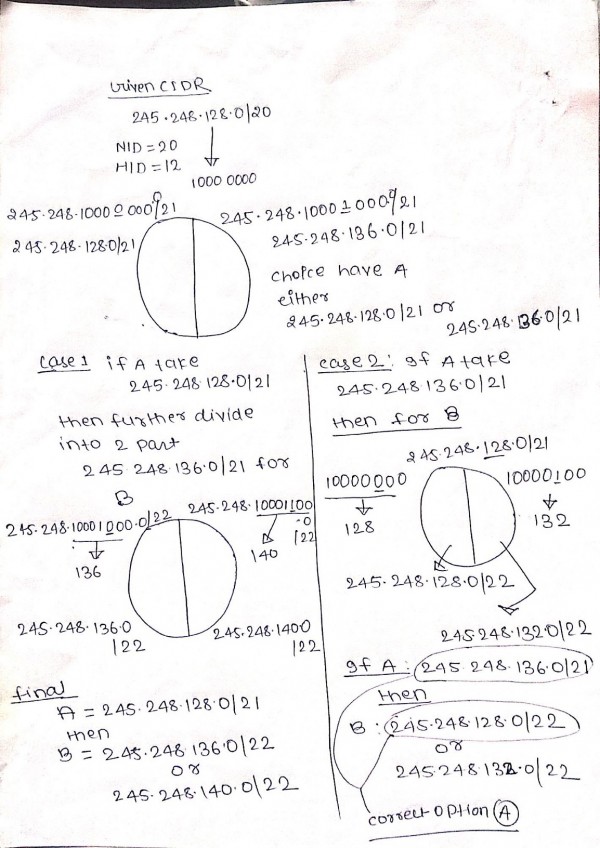 Given CIDR
245.248.128.0/20
NID = 20
HID = 12
1000 0000
245.248.1000 0 000.0/21
245.248.128.0/21
245.248.1000 1 000.0/21
245.248.136.0/21
choice have A
either
245.248.128.0/21 or
245.248.136.0/21
Case 1 if A take
245.248.128.0/21
then further divide
into 2 part
245.248.136.0/21 for
B
245.248.10001000.0/22
136
245.248.10001100
.0
/22
140
245.248.136.0
/22
245.248.140.0
/22
final
A = 245.248.128.0/21
then
B = 245.248.136.0/22
or
245.248.140.0/22
case 2: If A take
245.248.136.0/21
then for B
245.248.128.0/21
10000000
128
10000100
132
245.248.128.0/22
245.248.132.0/22
If A: 245.248.136.0/21
then
B: 245.248.128.0/22
or
245.248.132.0/22
correct option A